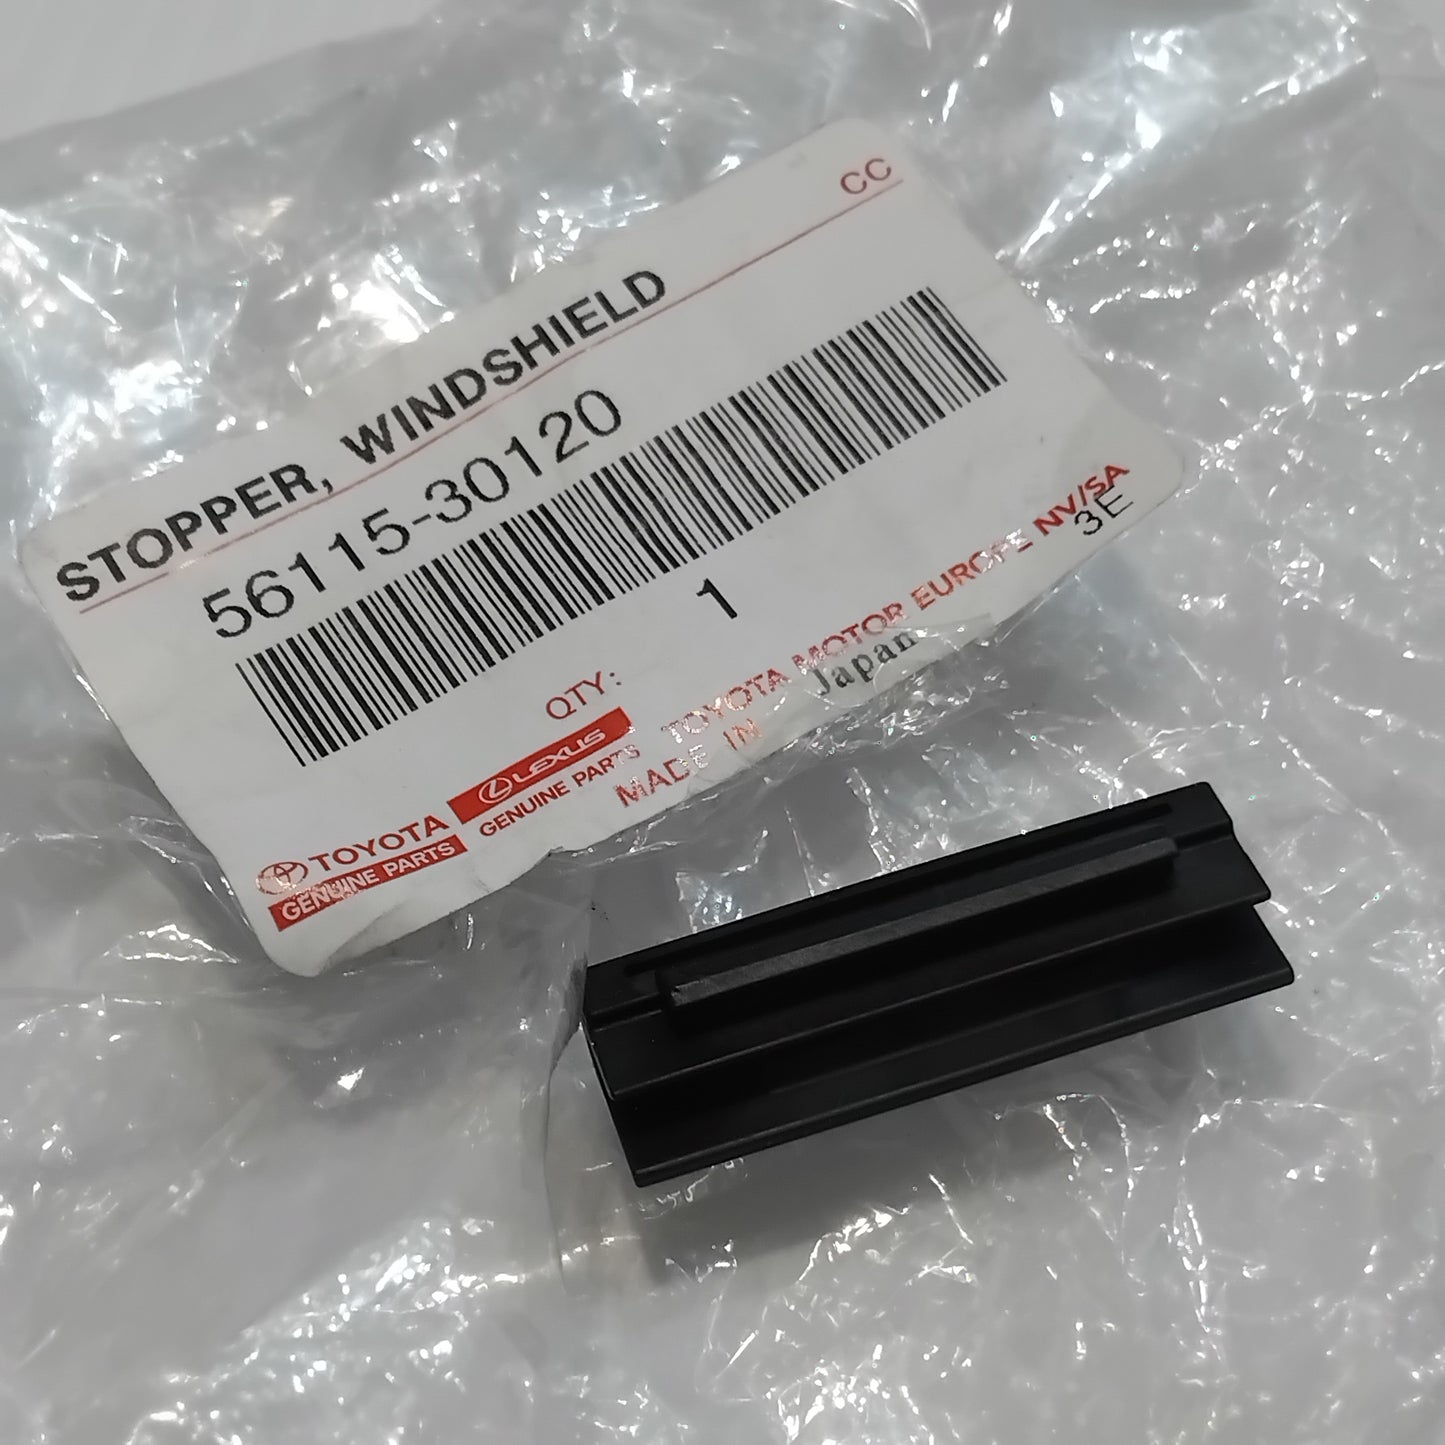 CC
STOPPER, WINDSHIELD
56115-30120
QTY: 1
TOYOTA
GENUINE PARTS
LEXUS
GENUINE PARTS
TOYOTA MOTOR EUROPE NV/SA
MADE IN Japan
3E